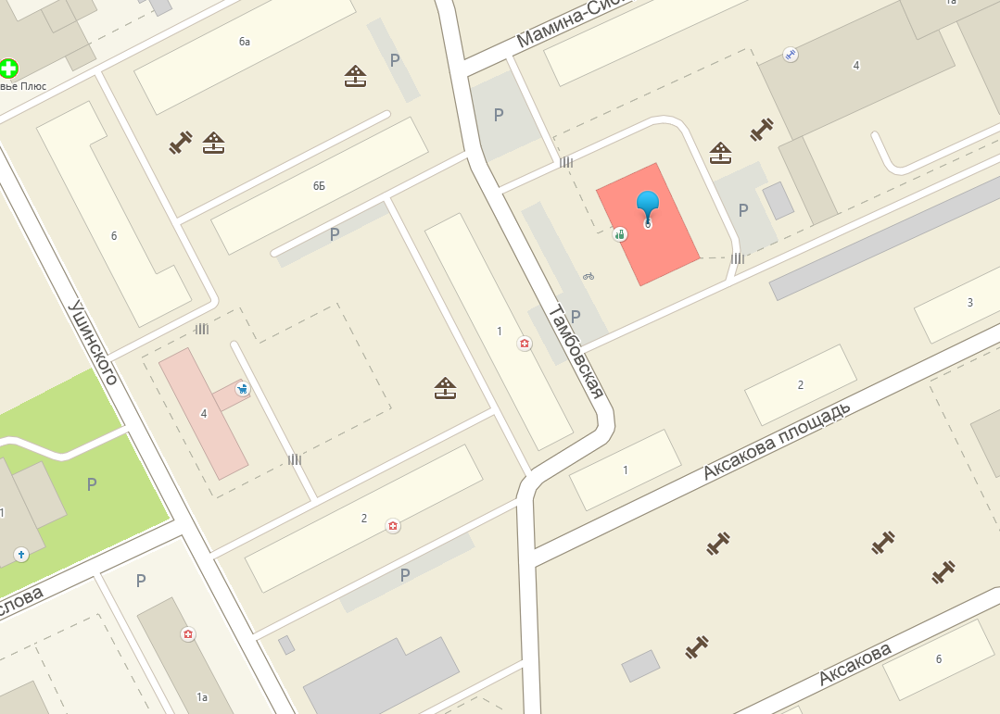 1а
Мамина-Сиб
6а
4
Р
вье Плюс
Р
6Б
Р
Р
6
3
Ушинского
Р
1
Тамбовская
2
4
Аксакова площадь
1
Р
1
2
Р
Р
слова
Аксакова
6
1а